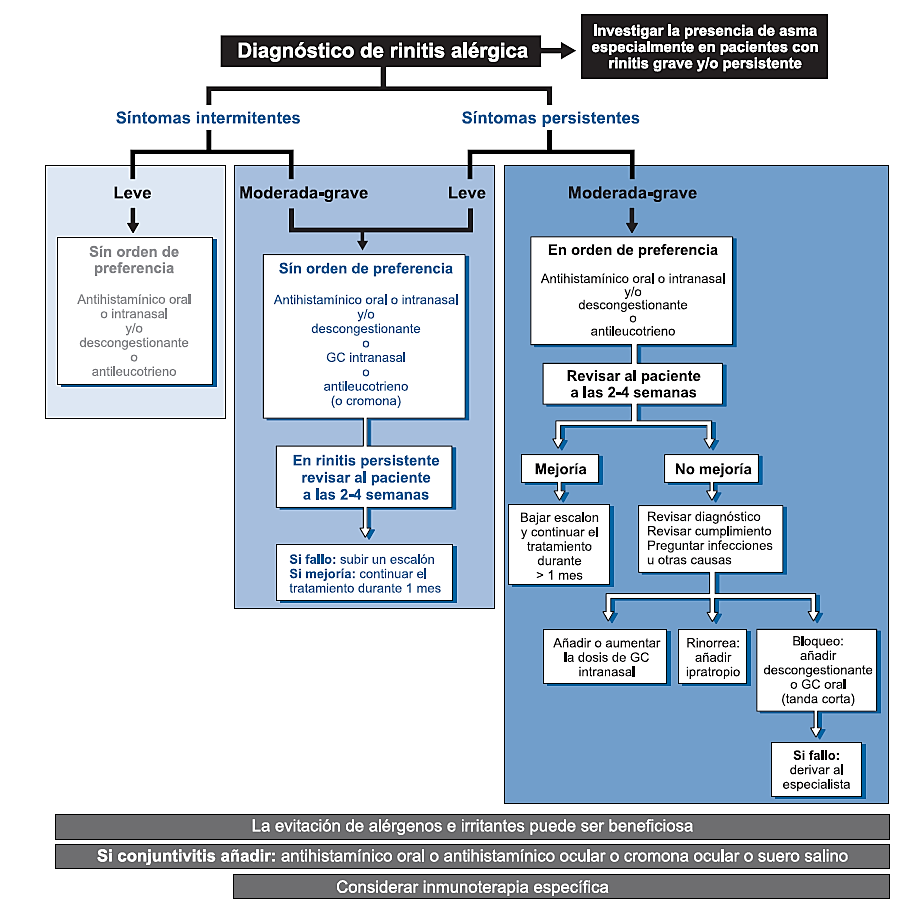 Diagnóstico de rinitis alérgica
Investigar la presencia de asma
especialmente en pacientes con
rinitis grave y/o persistente
Síntomas intermitentes
Síntomas persistentes
Leve
Moderada-grave
Leve
Moderada-grave
Sín orden de
preferencia
Antihistamínico oral
o intranasal
y/o
descongestionante
o
antileucotrieno
Sín orden de preferencia
Antihistamínico oral o intranasal
y/o
descongestionante
o
GC intranasal
o
antileucotrieno
(o cromona)
En rinitis persistente
revisar al paciente
a las 2-4 semanas
Si fallo: subir un escalón
Si mejoría: continuar el
tratamiento durante 1 mes
En orden de preferencia
Antihistamínico oral o intranasal
y/o
descongestionante
o
antileucotrieno
Revisar al paciente
a las 2-4 semanas
Mejoría
No mejoría
Bajar escalon
y continuar el
tratamiento
durante
> 1 mes
Revisar diagnóstico
Revisar cumplimiento
Preguntar infecciones
u otras causas
Añadir o aumentar
la dosis de GC
intranasal
Rinorrea:
añadir
ipratropio
Bloqueo:
añadir
descongestionante
o GC oral
(tanda corta)
Si fallo:
derivar al
especialista
La evitación de alérgenos e irritantes puede ser beneficiosa
Si conjuntivitis añadir: antihistamínico oral o antihistamínico ocular o cromona ocular o suero salino
Considerar inmunoterapia específica